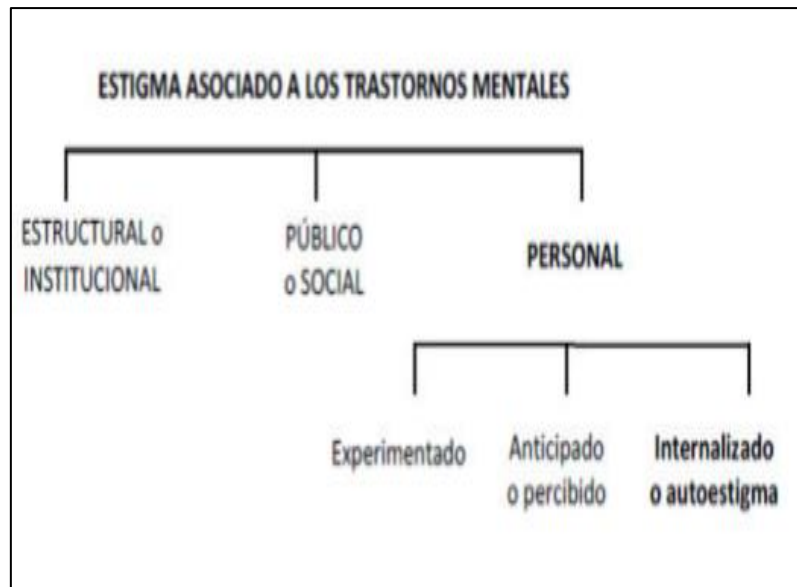 ESTIGMA ASOCIADO A LOS TRASTORNOS MENTALES
ESTRUCTURAL o
INSTITUCIONAL
PÚBLICO
o SOCIAL
PERSONAL
Experimentado
Anticipado
o percibido
Internalizado
o autoestigma